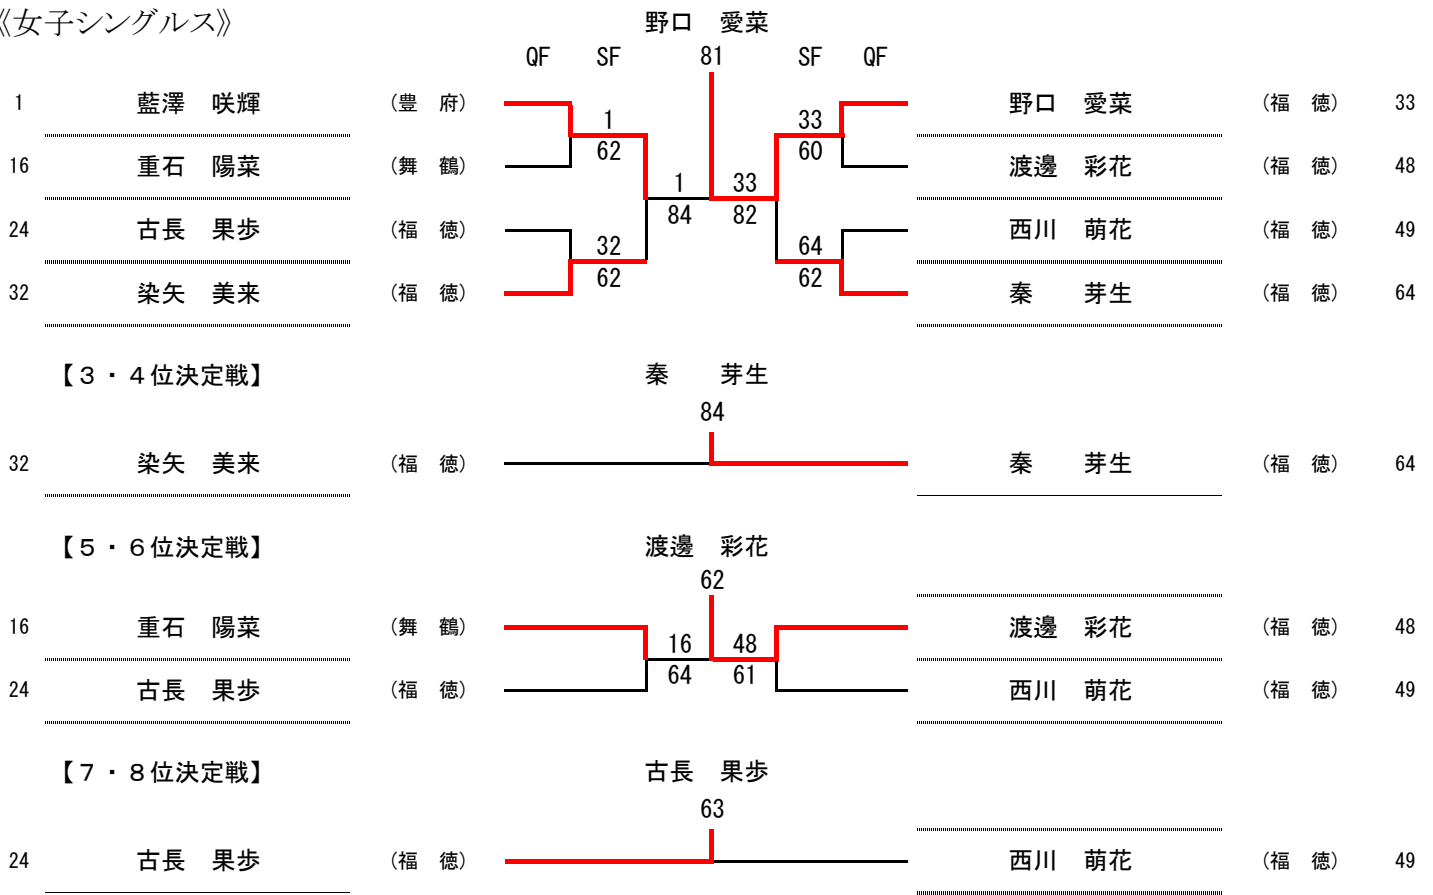 《女子シングルス》
野口 愛菜
QF SF 81 SF QF
1 藍澤 咲輝 (豊 府) 野口 愛菜 (福 徳) 33
1 33
62 60
16 重石 陽菜 (舞 鶴) 渡邊 彩花 (福 徳) 48
1 33
84 82
24 古長 果歩 (福 徳) 西川 萌花 (福 徳) 49
32 64
62 62
32 染矢 美来 (福 徳) 秦 芽生 (福 徳) 64
【3・4位決定戦】 秦 芽生
84
32 染矢 美来 (福 徳) 秦 芽生 (福 徳) 64
【5・6位決定戦】 渡邊 彩花
62
16 重石 陽菜 (舞 鶴) 渡邊 彩花 (福 徳) 48
16 48
64 61
24 古長 果歩 (福 徳) 西川 萌花 (福 徳) 49
【7・8位決定戦】 古長 果歩
63
24 古長 果歩 (福 徳) 西川 萌花 (福 徳) 49